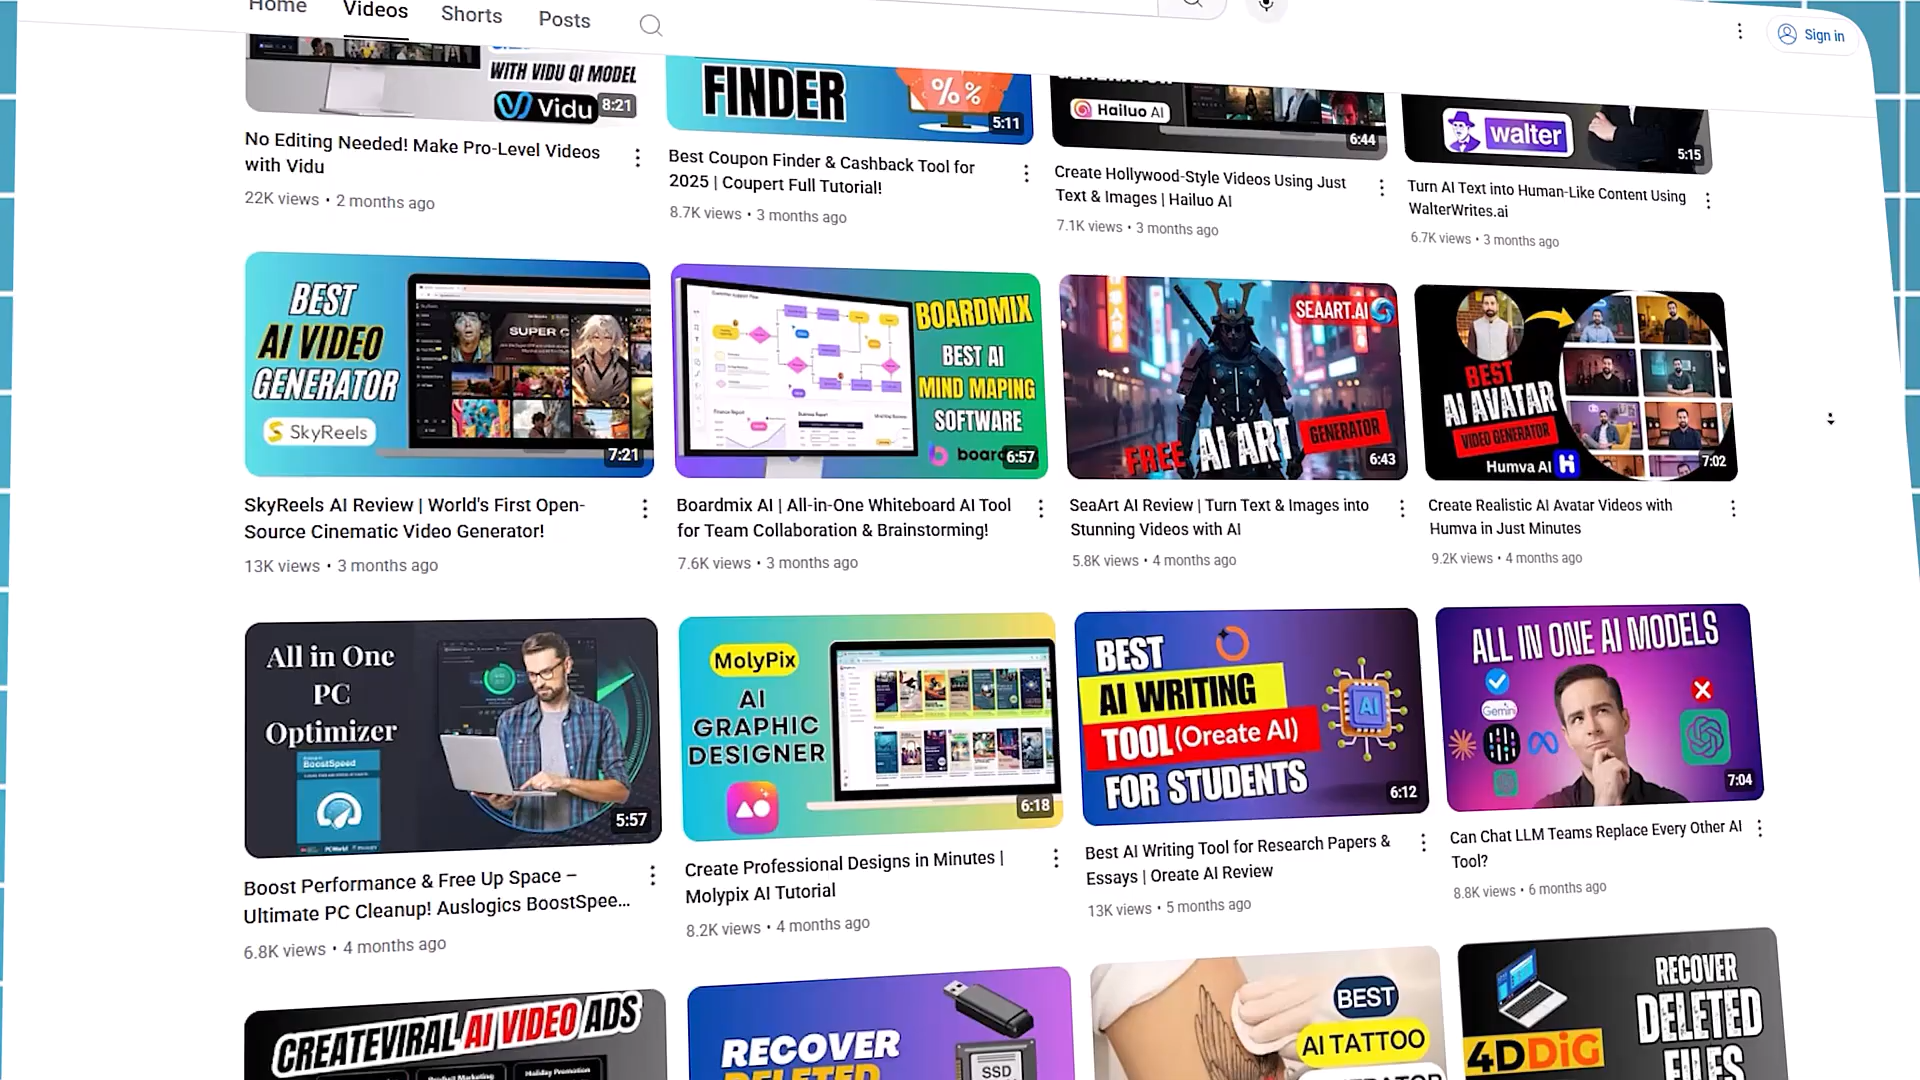 Home
Videos
Shorts
Posts
Sign in
WITH VIDU QI MODEL
Vidu
8:21
FINDER
%%
5:11
Hailuo AI
6:44
walter
5:15
No Editing Needed! Make Pro-Level Videos
with Vidu
22K views • 2 months ago
Best Coupon Finder & Cashback Tool for
2025 | Coupert Full Tutorial!
8.7K views • 3 months ago
Create Hollywood-Style Videos Using Just
Text & Images | Hailuo AI
7.1K views • 3 months ago
Turn AI Text into Human-Like Content Using
WalterWrites.ai
6.7K views • 3 months ago
BEST
AI VIDEO
GENERATOR
SkyReels
SUPER C
7:21
BOARDMIX
BEST AI
MIND MAPING
SOFTWARE
boar
6:57
SEAART.AI
FREE AI ART GENERATOR
6:43
BEST
AI AVATAR
VIDEO GENERATOR
Humva AI
7:02
SkyReels AI Review | World's First Open-
Source Cinematic Video Generator!
13K views • 3 months ago
Boardmix AI | All-in-One Whiteboard AI Tool
for Team Collaboration & Brainstorming!
7.6K views • 3 months ago
SeaArt AI Review | Turn Text & Images into
Stunning Videos with AI
5.8K views • 4 months ago
Create Realistic AI Avatar Videos with
Humva in Just Minutes
9.2K views • 4 months ago
All in One
PC
Optimizer
BoostSpeed
5:57
MolyPix
AI
GRAPHIC
DESIGNER
6:18
BEST
AI WRITING
TOOL (Oreate AI)
FOR STUDENTS
AI
6:12
ALL IN ONE AI MODELS
Gemini
7:04
Boost Performance & Free Up Space –
Ultimate PC Cleanup! Auslogics BoostSpee...
6.8K views • 4 months ago
Create Professional Designs in Minutes |
Molypix AI Tutorial
8.2K views • 4 months ago
Best AI Writing Tool for Research Papers &
Essays | Oreate AI Review
13K views • 5 months ago
Can Chat LLM Teams Replace Every Other AI
Tool?
8.8K views • 6 months ago
CREATEVIRAL AI VIDEO ADS
Product Marketing
Holiday Promotion
RECOVER
DELETED
SSD
BEST
AI TATTOO
RECOVER
DELETED
FILES
4DDiG